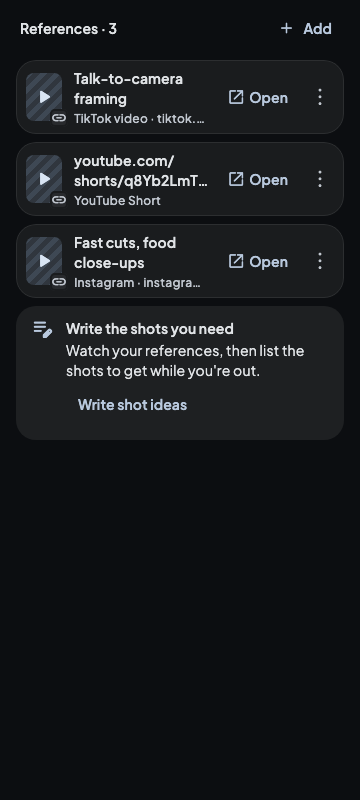 References · 3
Add
Talk-to-camera
framing
TikTok video · tiktok.…
Open
youtube.com/
shorts/q8Yb2LmT…
YouTube Short
Open
Fast cuts, food
close-ups
Instagram · instagra…
Open
Write the shots you need
Watch your references, then list the
shots to get while you're out.
Write shot ideas